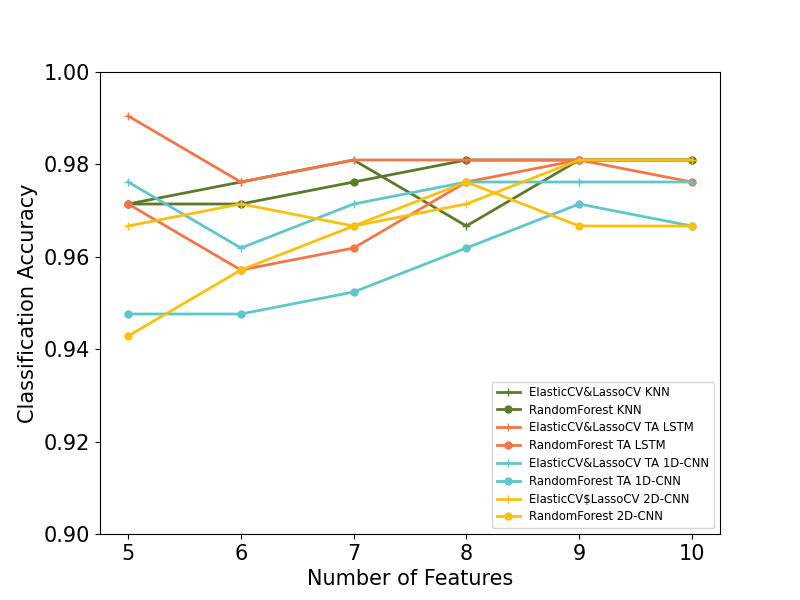 1.00
0.98
0.96
0.94
0.92
0.90
Classification Accuracy
5 6 7 8 9 10
Number of Features
ElasticCV&LassoCV KNN
RandomForest KNN
ElasticCV&LassoCV TA LSTM
RandomForest TA LSTM
ElasticCV&LassoCV TA 1D-CNN
RandomForest TA 1D-CNN
ElasticCV$LassoCV 2D-CNN
RandomForest 2D-CNN